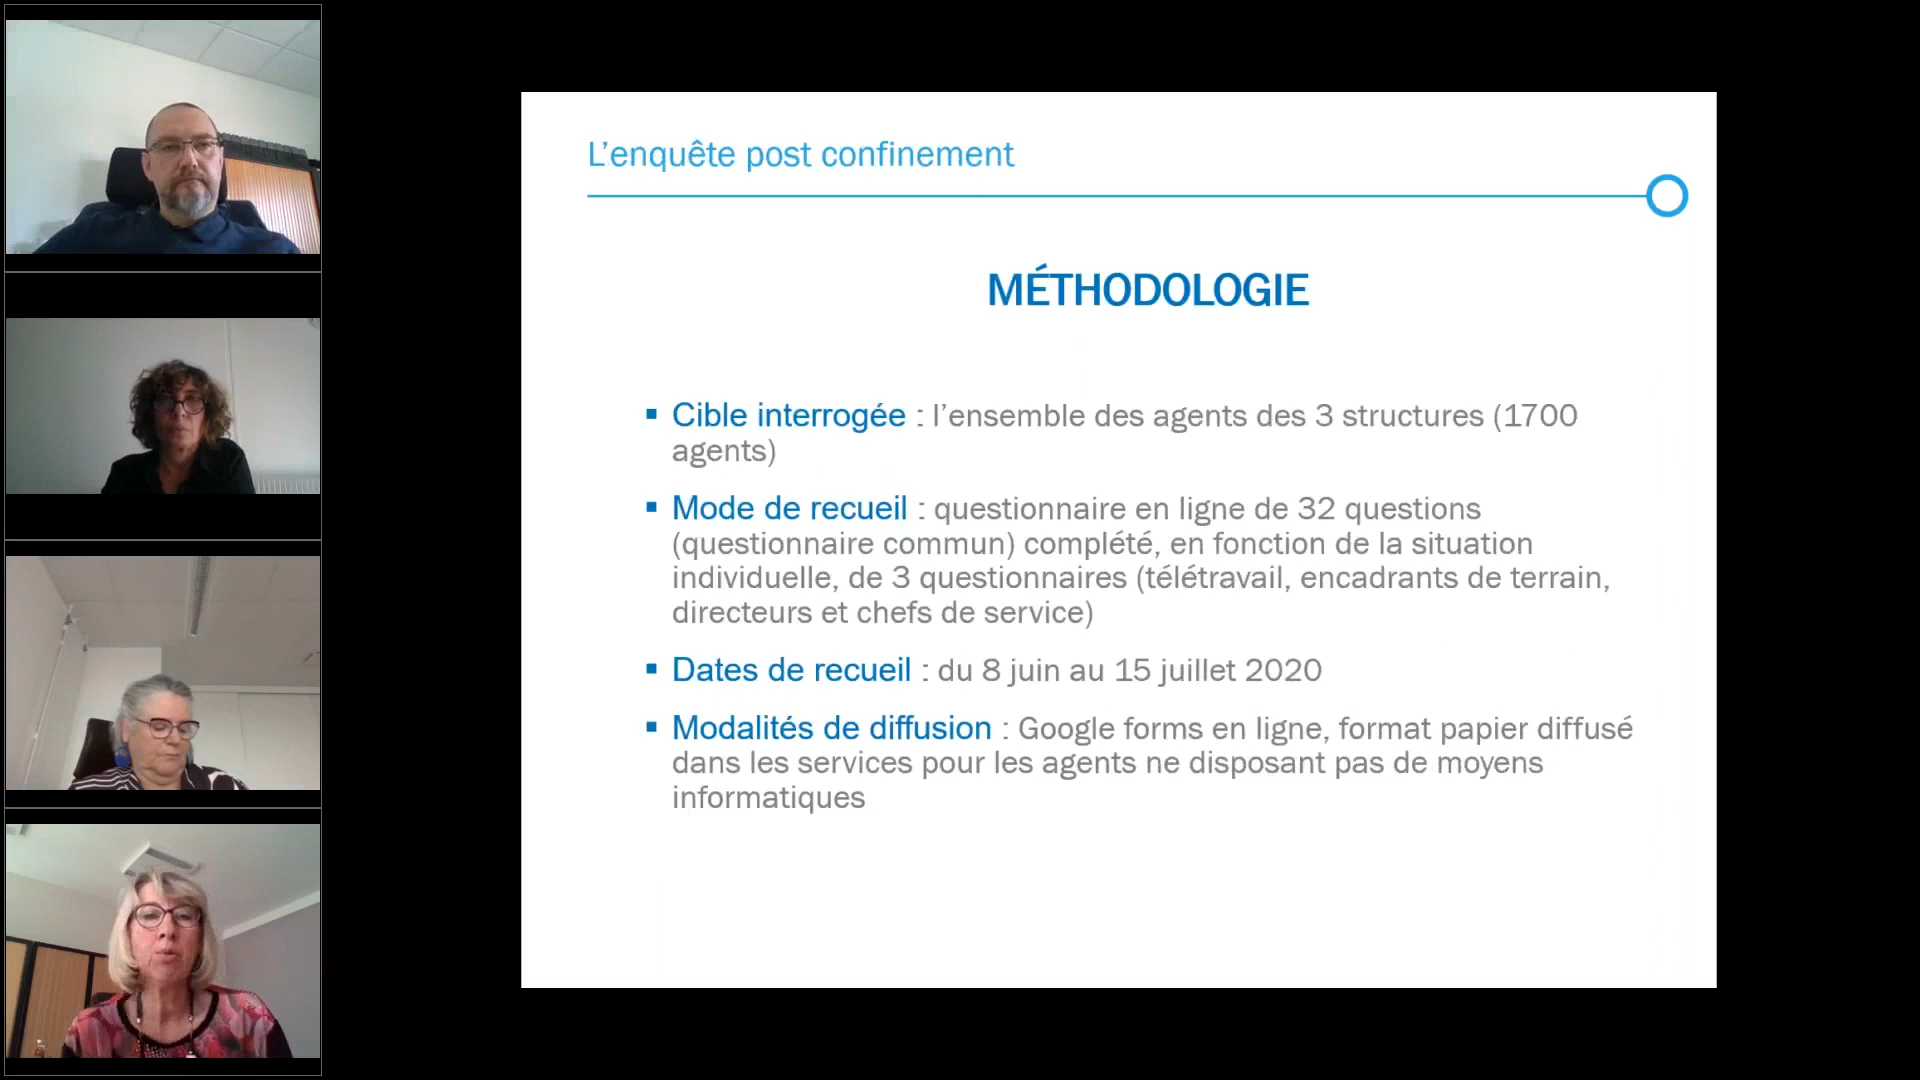 L’enquête post confinement
MÉTHODOLOGIE
▪ Cible interrogée : l’ensemble des agents des 3 structures (1700
agents)
▪ Mode de recueil : questionnaire en ligne de 32 questions
(questionnaire commun) complété, en fonction de la situation
individuelle, de 3 questionnaires (télétravail, encadrants de terrain,
directeurs et chefs de service)
▪ Dates de recueil : du 8 juin au 15 juillet 2020
▪ Modalités de diffusion : Google forms en ligne, format papier diffusé
dans les services pour les agents ne disposant pas de moyens
informatiques